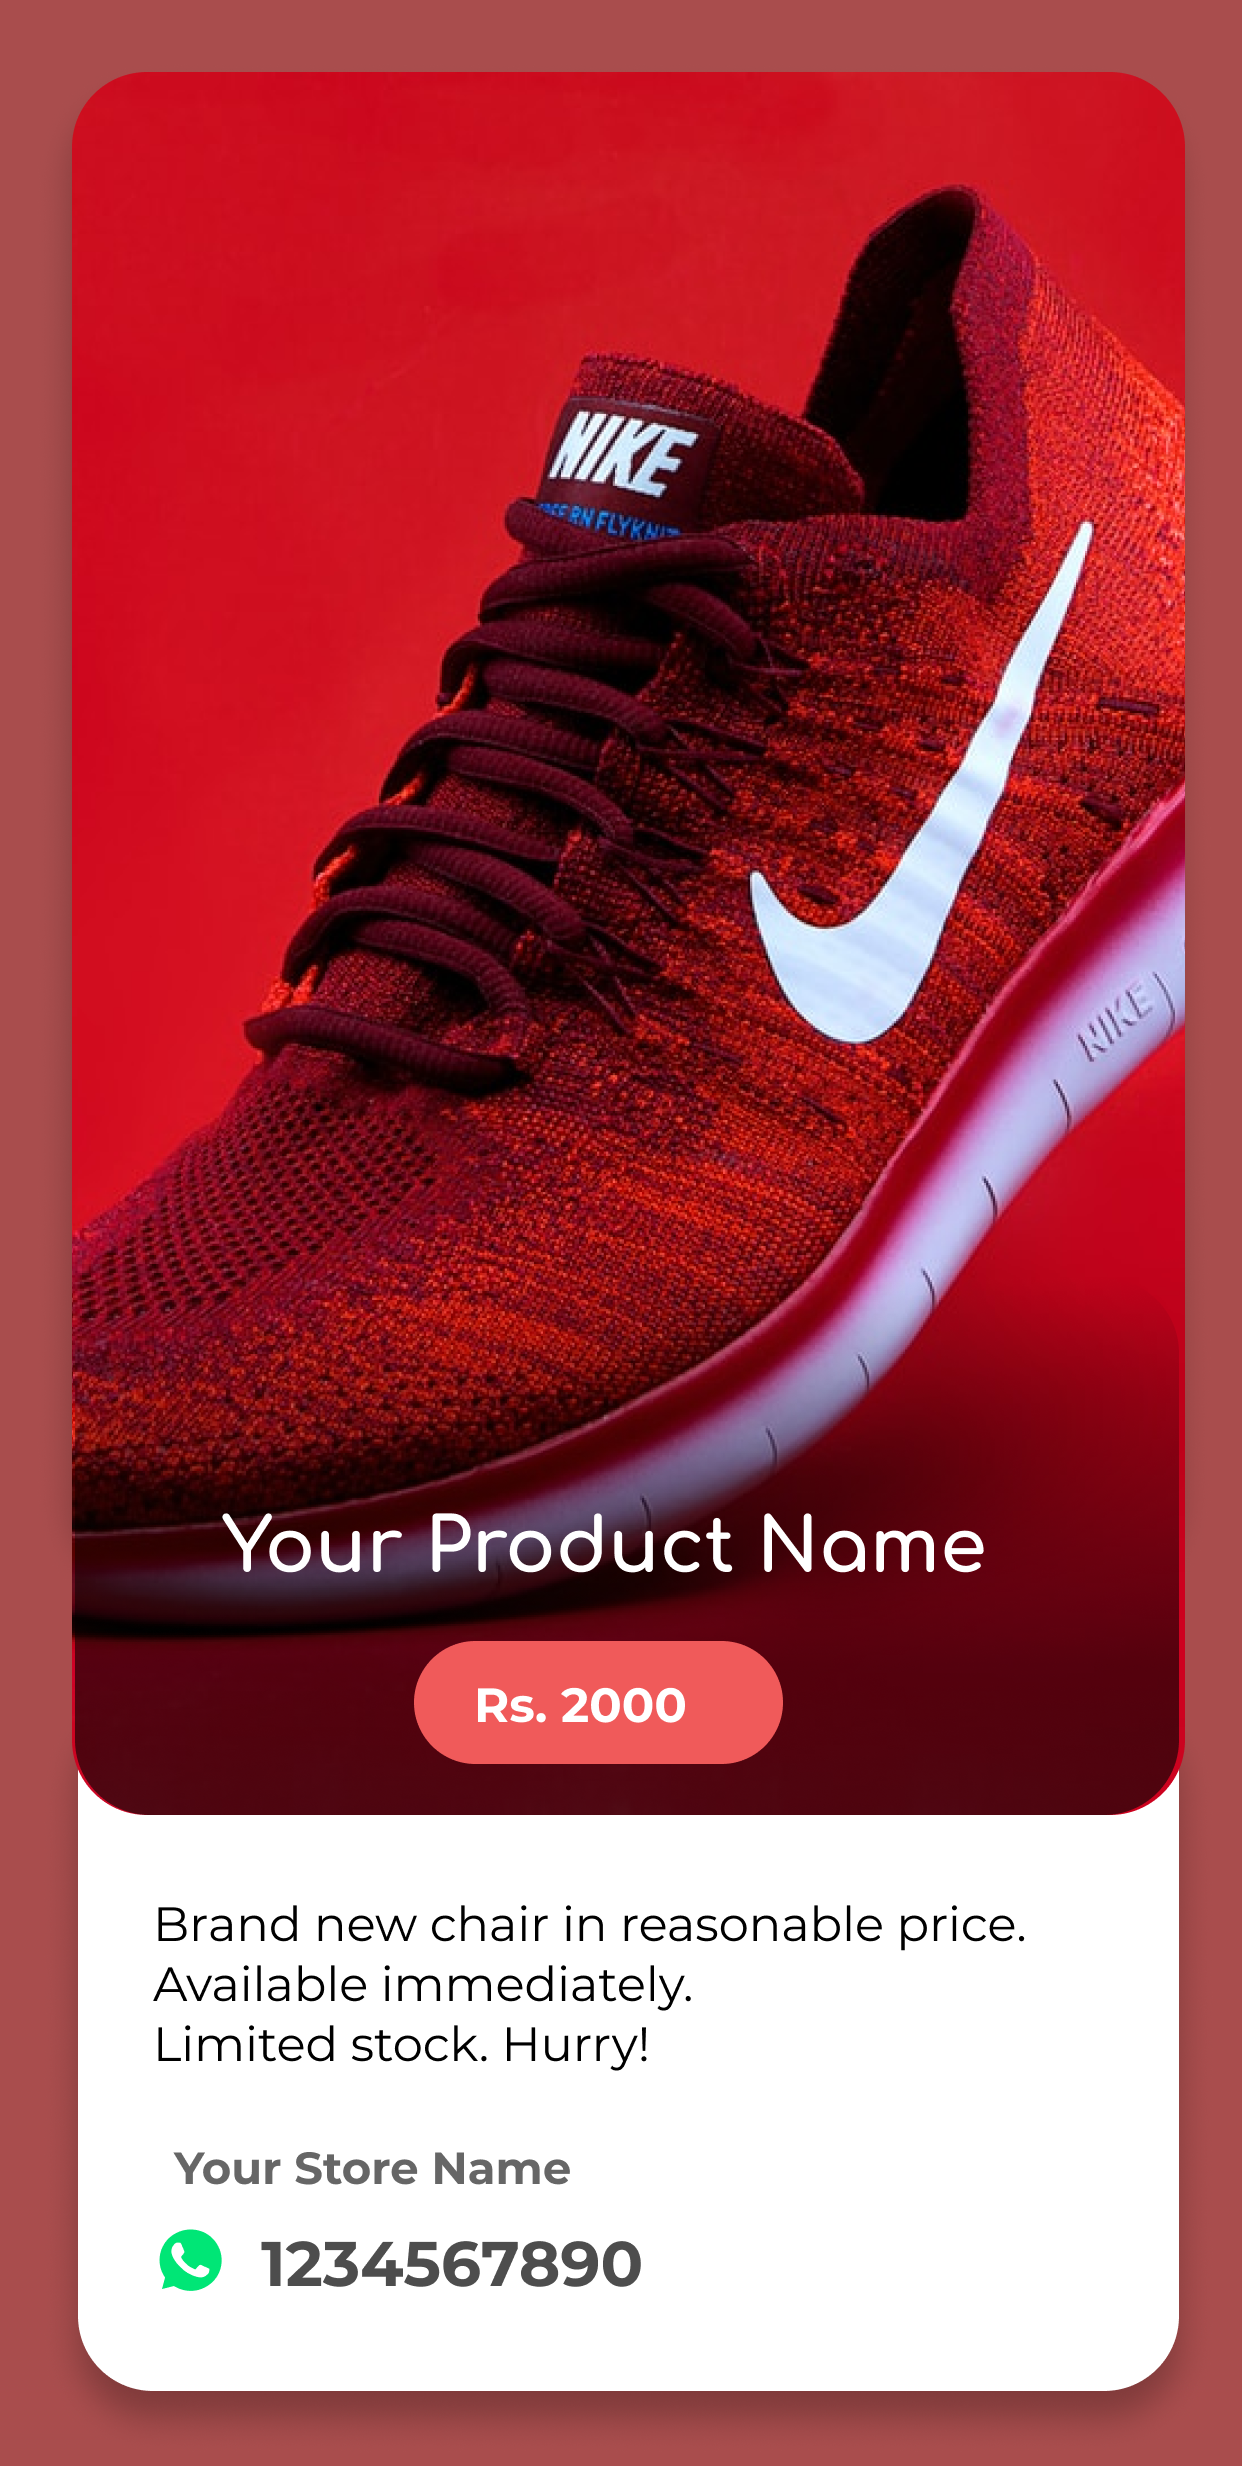 NIKE
RN FLYKNIT
NIKE
Your Product Name
Rs. 2000
Brand new chair in reasonable price.
Available immediately.
Limited stock. Hurry!
Your Store Name
1234567890